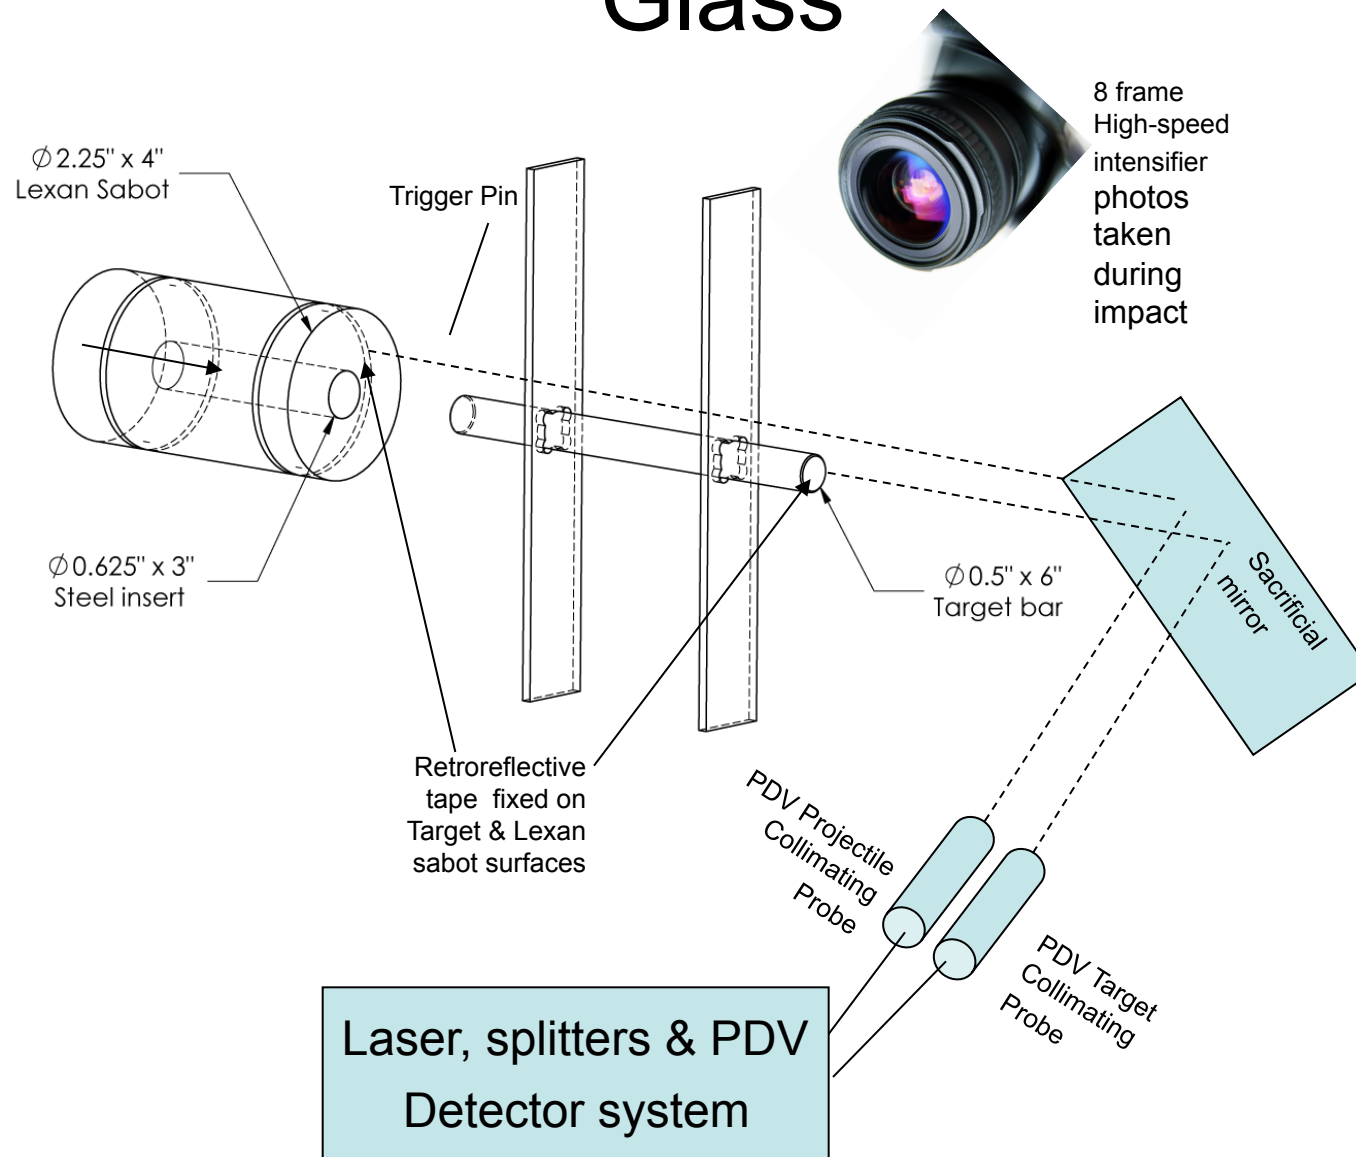 Glass
8 frame
High-speed
intensifier
photos
taken
during
impact
∅2.25" x 4"
Lexan Sabot
Trigger Pin
∅0.625" x 3"
Steel insert
∅0.5" x 6"
Target bar
Sacrificial
mirror
Retroreflective
tape fixed on
Target & Lexan
sabot surfaces
PDV Projectile
Collimating
Probe
PDV Target
Collimating
Probe
Laser, splitters & PDV
Detector system